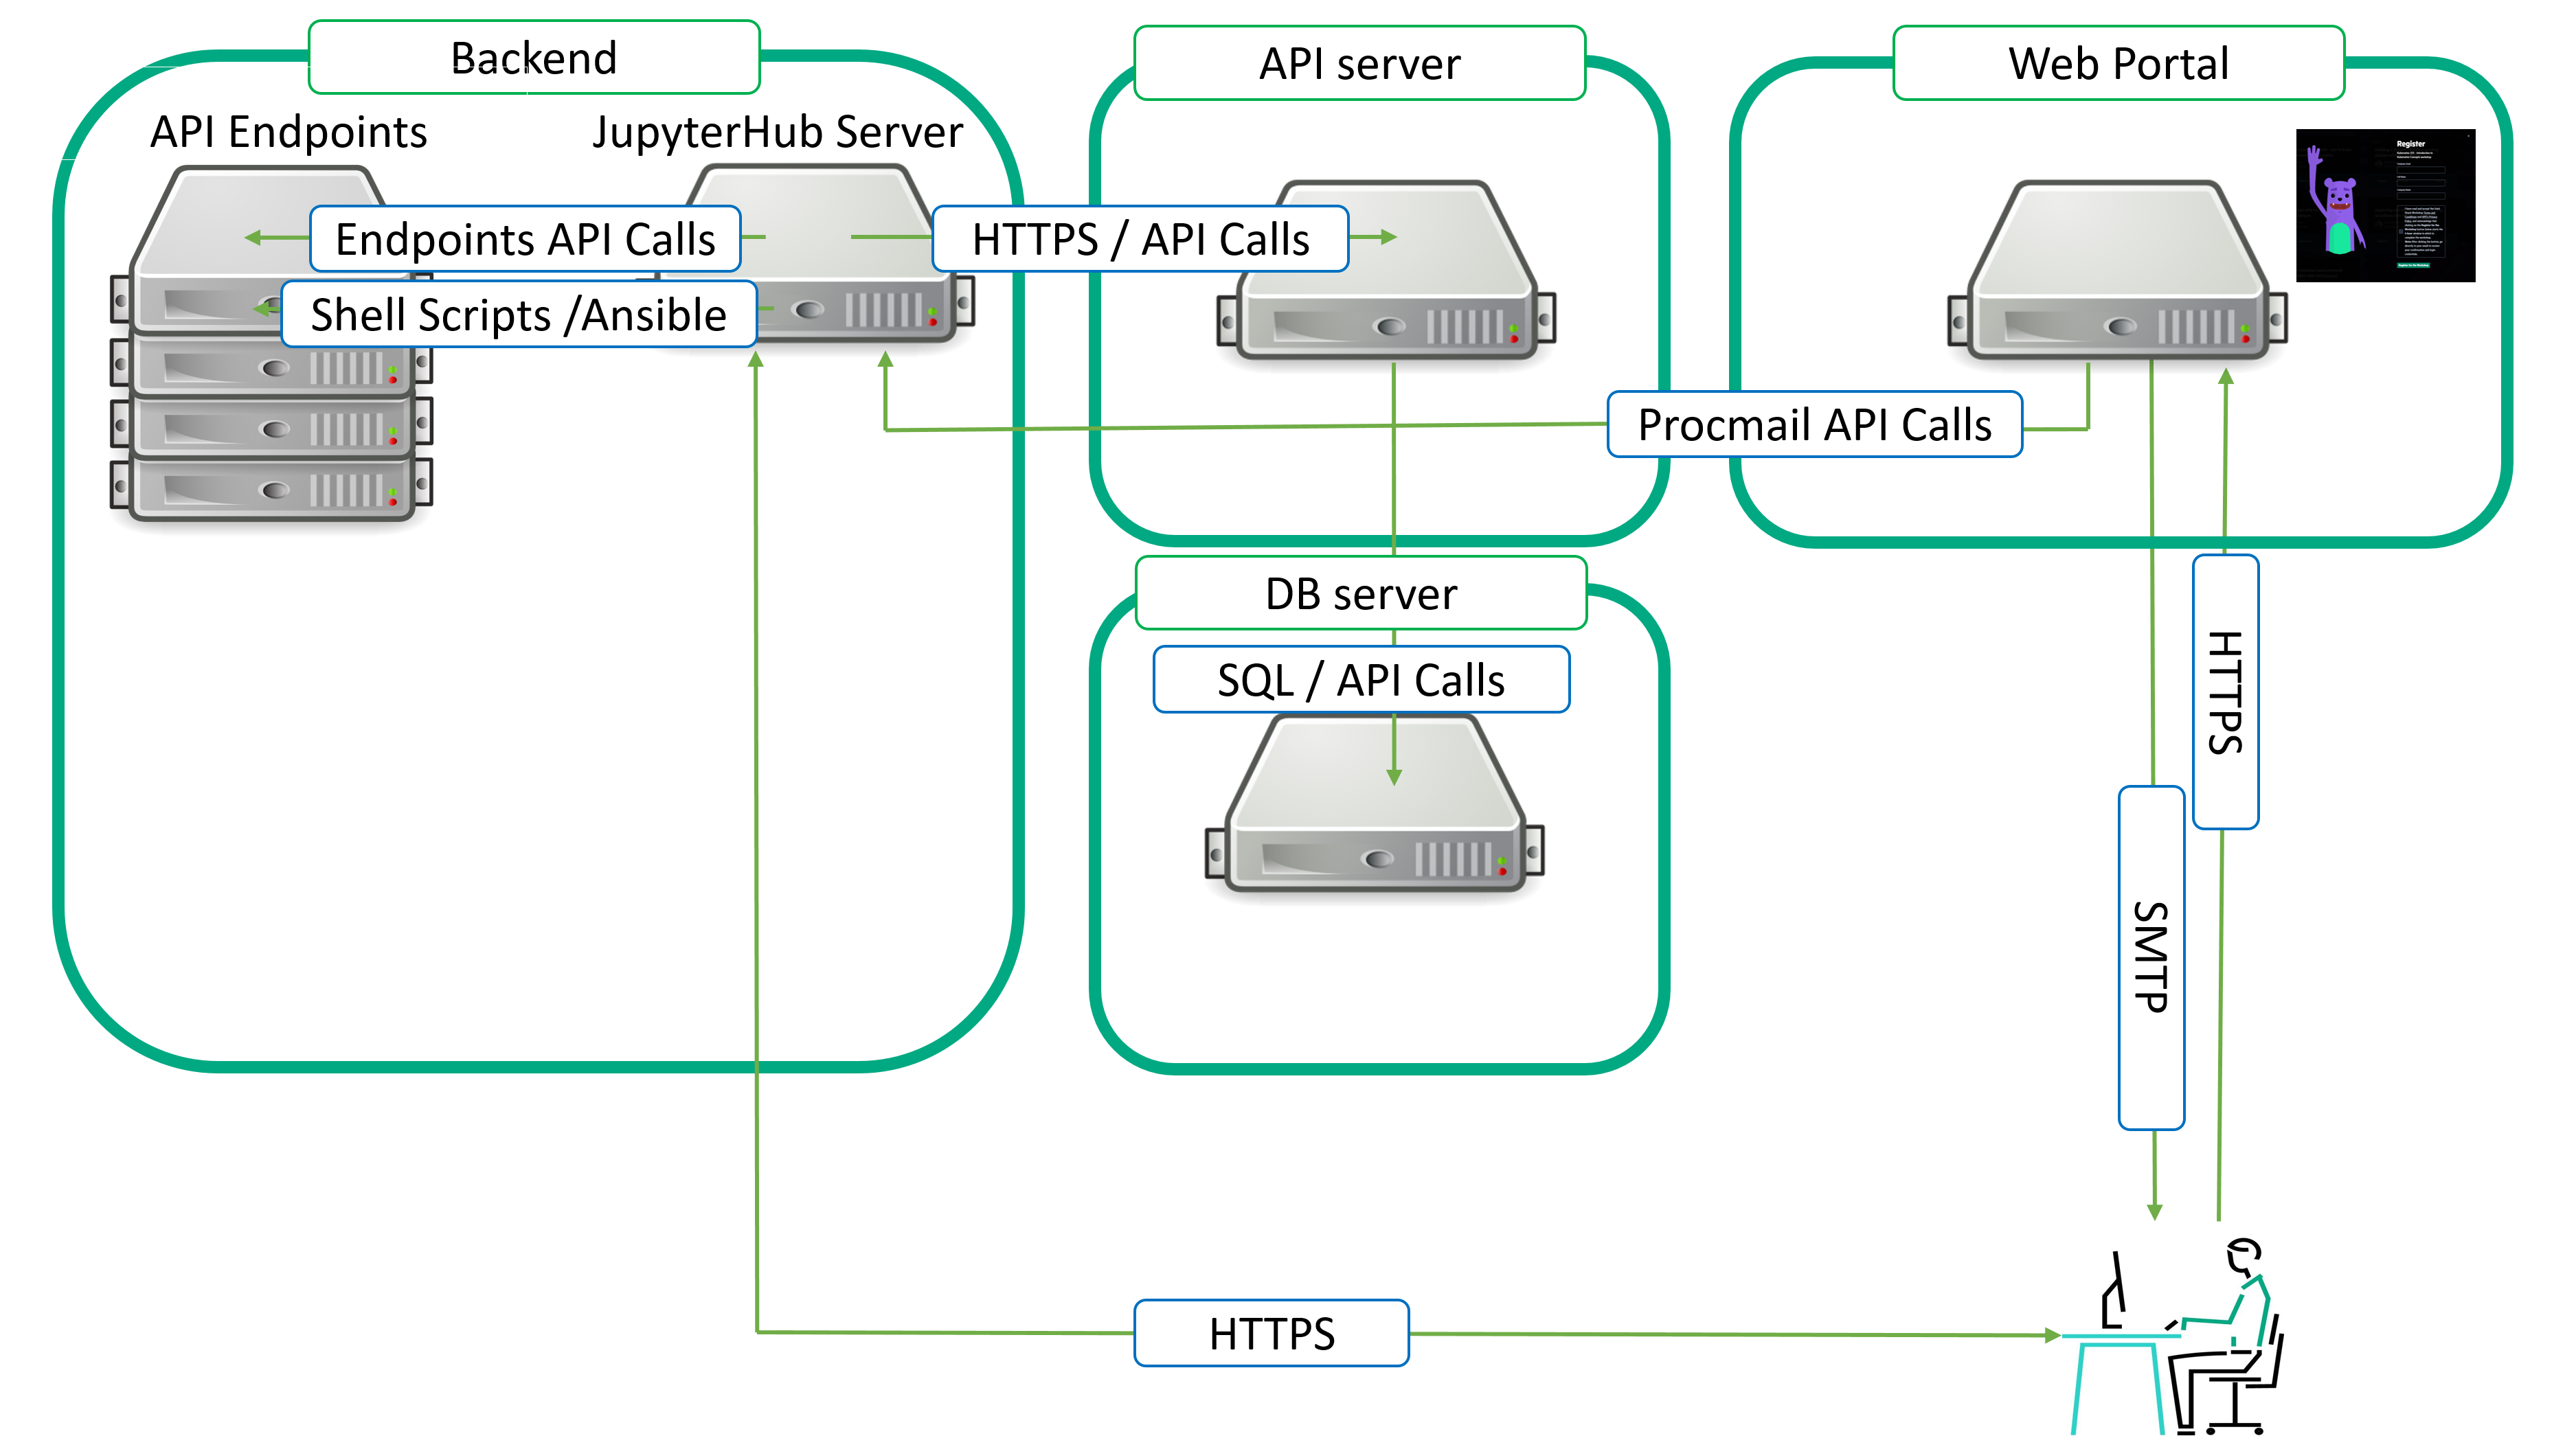 Backend
API server
Web Portal
API Endpoints
JupyterHub Server
Register
Endpoints API Calls
HTTPS / API Calls
Shell Scripts /Ansible
Procmail API Calls
DB server
SQL / API Calls
HTTPS
SMTP
HTTPS